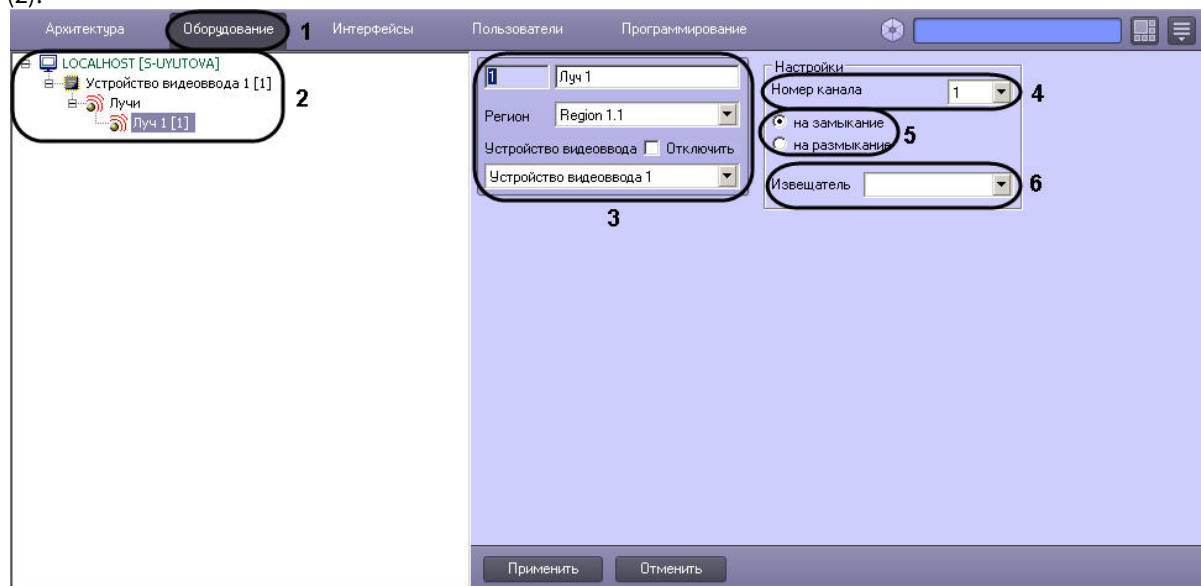 (2).
Архитектура Оборудование 1 Интерфейсы Пользователи Программирование
LOCALHOST [S-UYUTOVA]
Устройство видеоввода 1 [1]
Лучи
Луч 1 [1]
2
1 Луч 1
Регион Region 1.1
Устройство видеоввода Отключить
Устройство видеоввода 1
3
Настройки
Номер канала 1 4
на замыкание
на размыкание
5
Извещатель 6
Применить Отменить